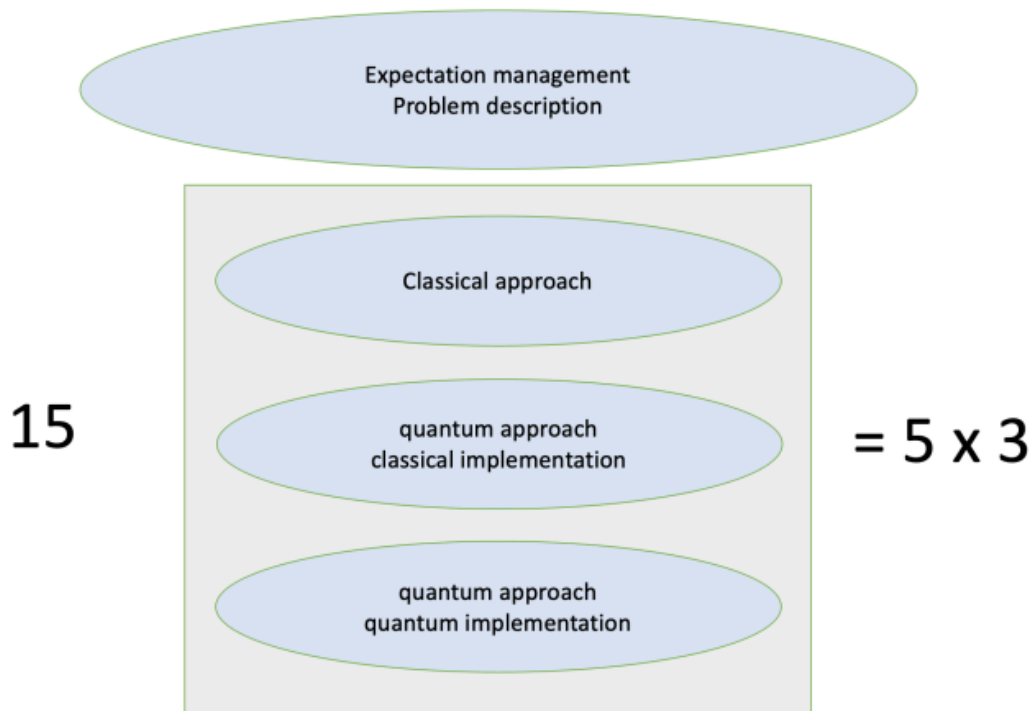 Expectation management
Problem description
Classical approach
15
quantum approach
classical implementation
= 5 x 3
quantum approach
quantum implementation